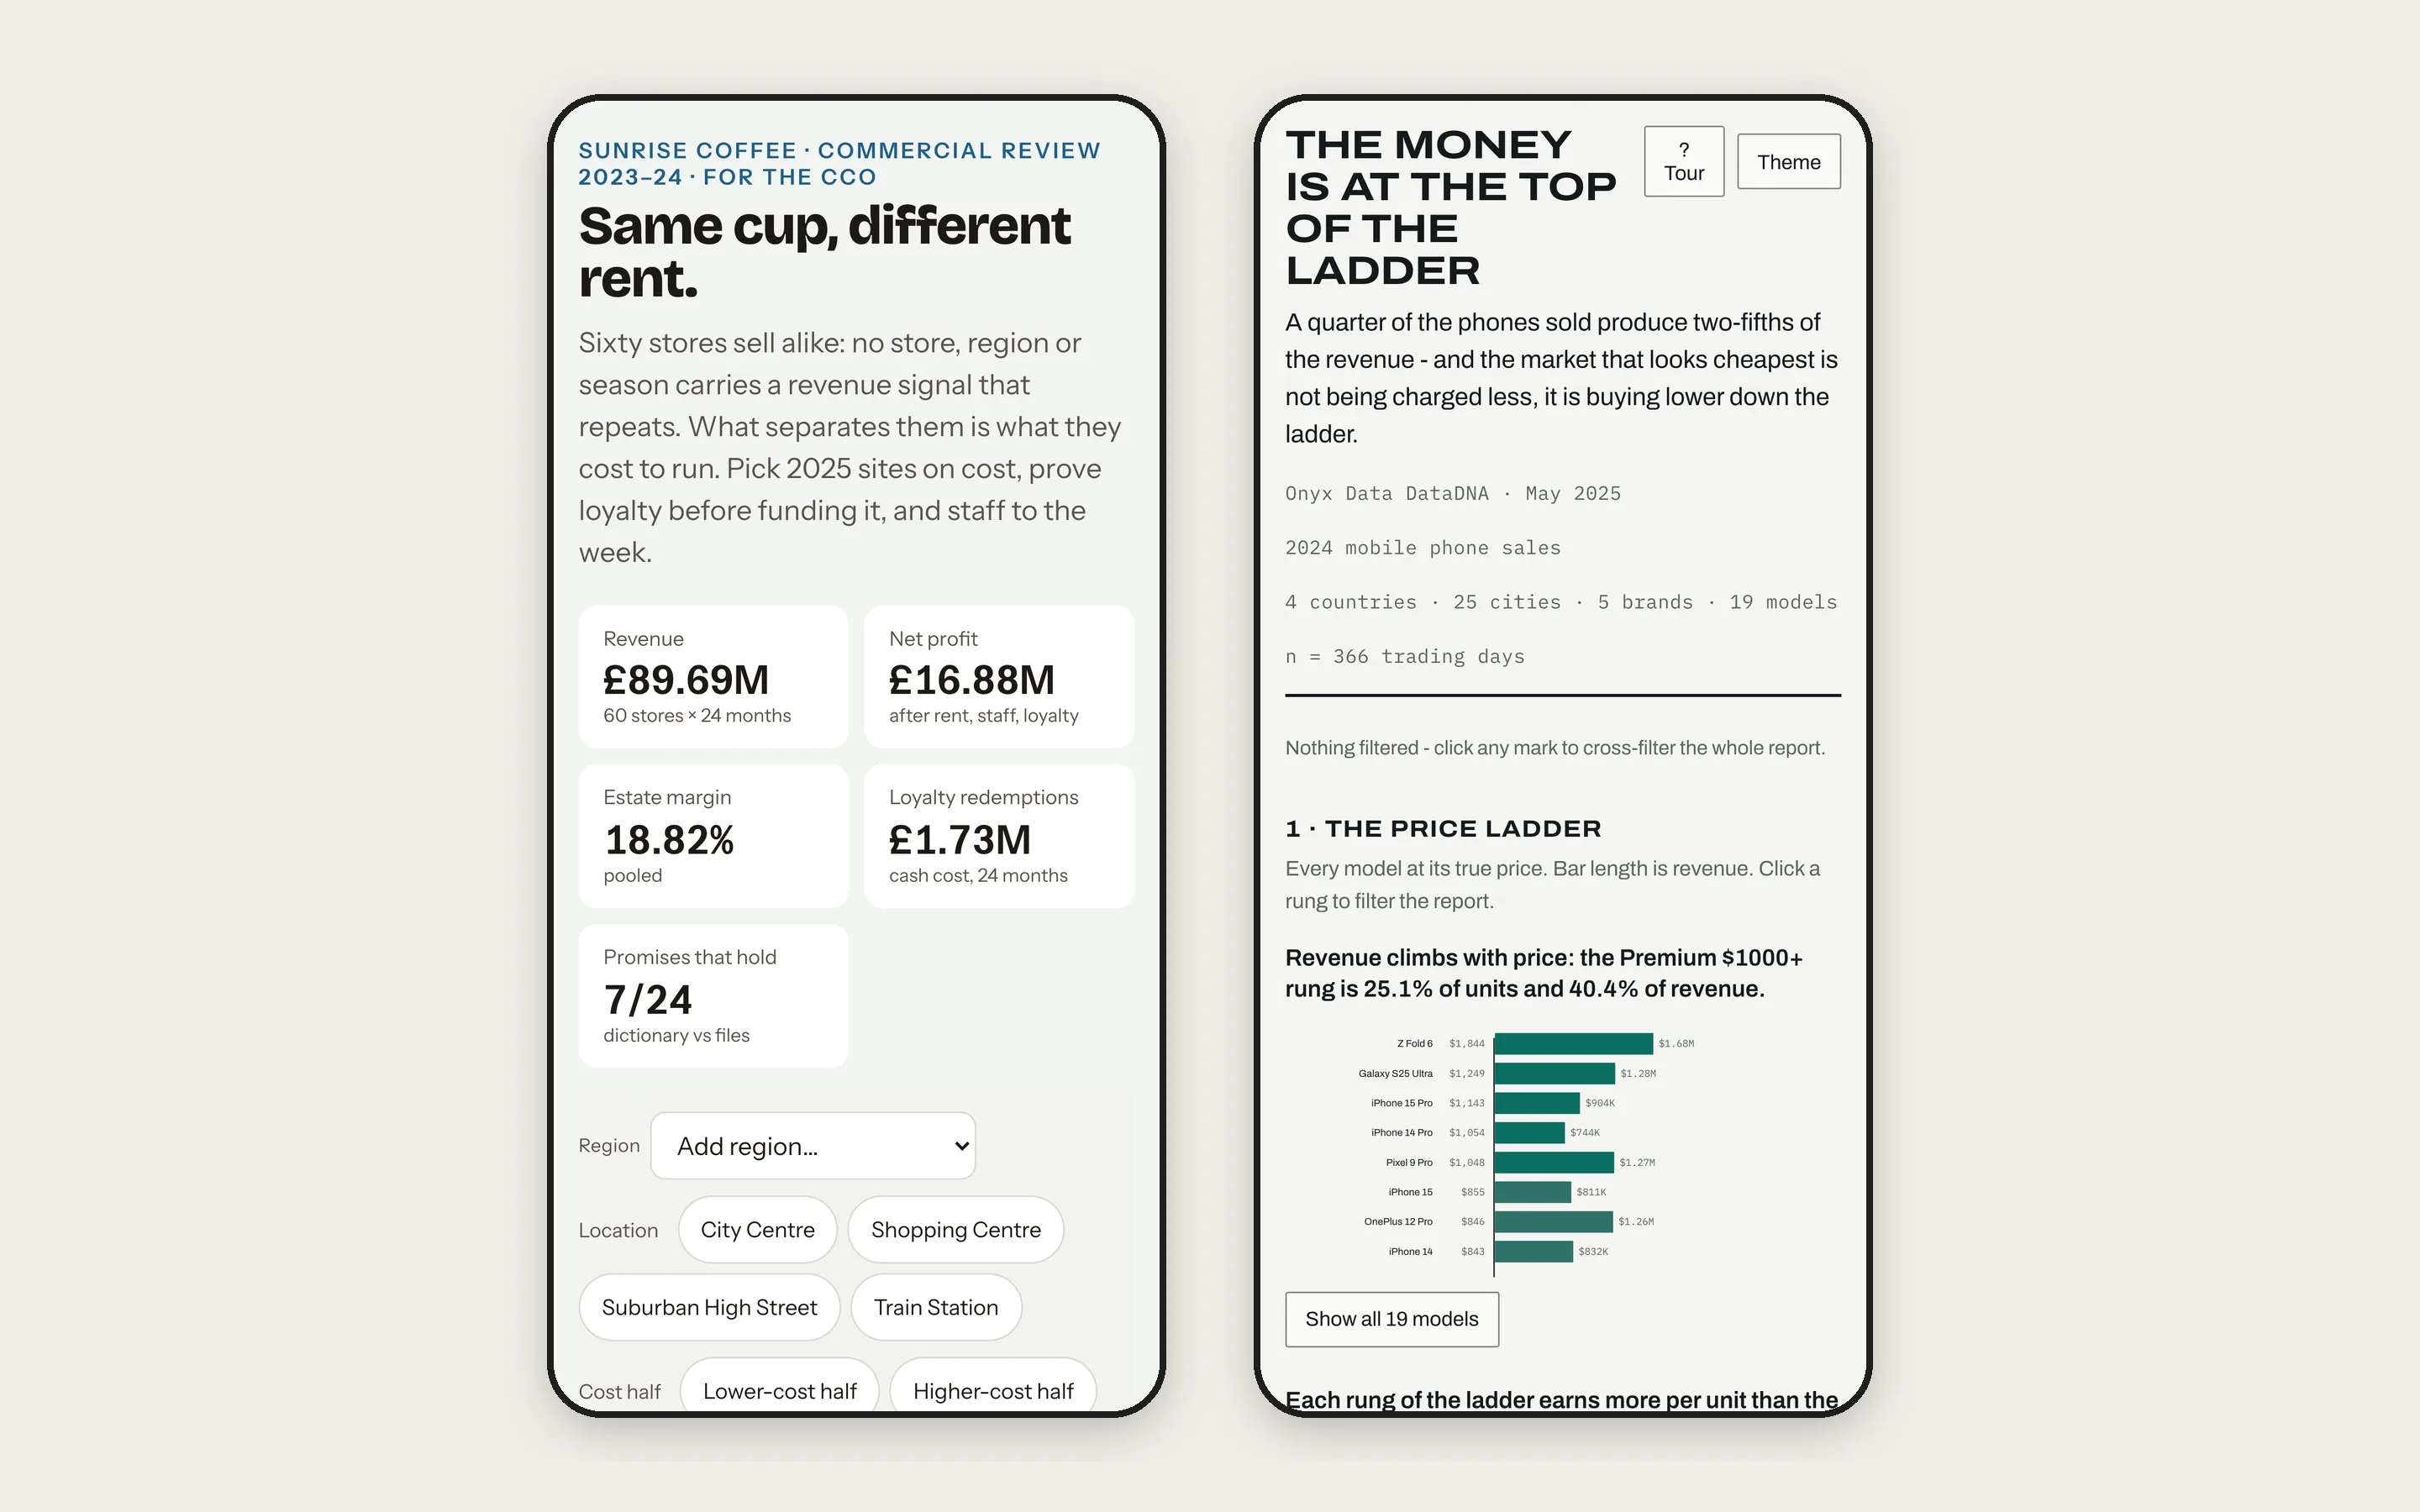 SUNRISE COFFEE · COMMERCIAL REVIEW
2023–24 · FOR THE CCO
Same cup, different
rent.
Sixty stores sell alike: no store, region or
season carries a revenue signal that
repeats. What separates them is what they
cost to run. Pick 2025 sites on cost, prove
loyalty before funding it, and staff to the
week.
Revenue
£89.69M
60 stores × 24 months
Net profit
£16.88M
after rent, staff, loyalty
Estate margin
18.82%
pooled
Loyalty redemptions
£1.73M
cash cost, 24 months
Promises that hold
7/24
dictionary vs files
Region
Add region...
Location
City Centre
Shopping Centre
Suburban High Street
Train Station
Cost half
Lower-cost half
Higher-cost half
THE MONEY
IS AT THE TOP
OF THE
LADDER
?
Tour
Theme
A quarter of the phones sold produce two-fifths of
the revenue - and the market that looks cheapest is
not being charged less, it is buying lower down the
ladder.
Onyx Data DataDNA · May 2025
2024 mobile phone sales
4 countries · 25 cities · 5 brands · 19 models
n = 366 trading days
Nothing filtered - click any mark to cross-filter the whole report.
1 · THE PRICE LADDER
Every model at its true price. Bar length is revenue. Click a
rung to filter the report.
Revenue climbs with price: the Premium $1000+
rung is 25.1% of units and 40.4% of revenue.
Z Fold 6 $1,844 $1.68M
Galaxy S25 Ultra $1,249 $1.28M
iPhone 15 Pro $1,143 $904K
iPhone 14 Pro $1,054 $744K
Pixel 9 Pro $1,048 $1.27M
iPhone 15 $855 $811K
OnePlus 12 Pro $846 $1.26M
iPhone 14 $843 $832K
Show all 19 models
Each rung of the ladder earns more per unit than the